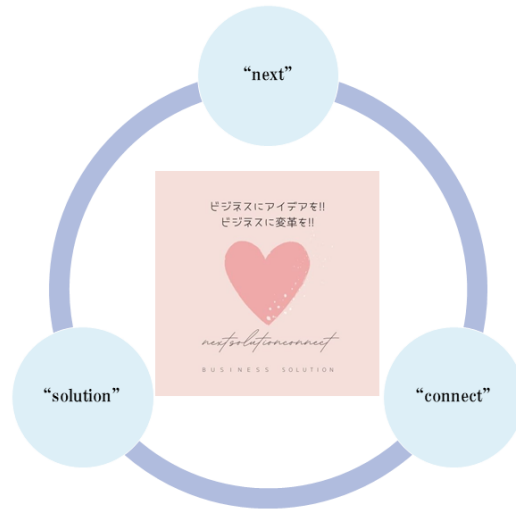 “next”
ビジネスにアイデアを!!
ビジネスに変革を!!
nextsolutionconnect
BUSINESS SOLUTION
“solution”
“connect”